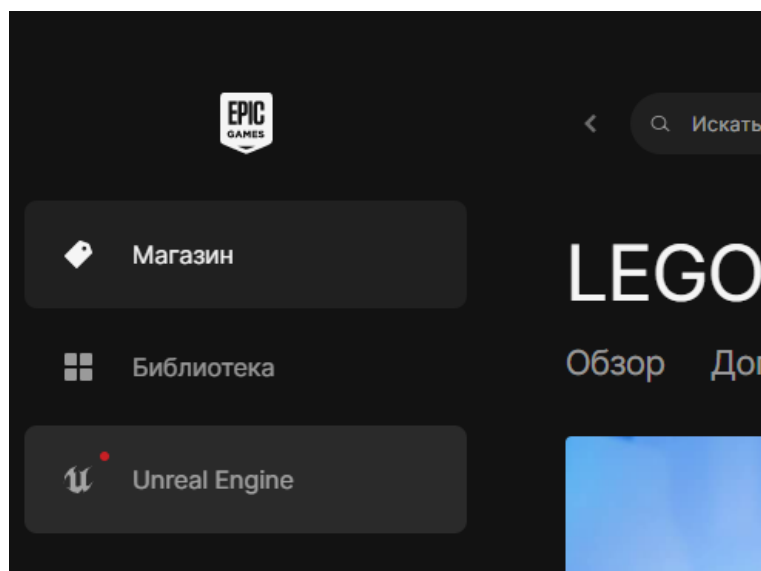 EPIC
GAMES
Искать
Магазин
LEGO
Библиотека
Обзор
Unreal Engine